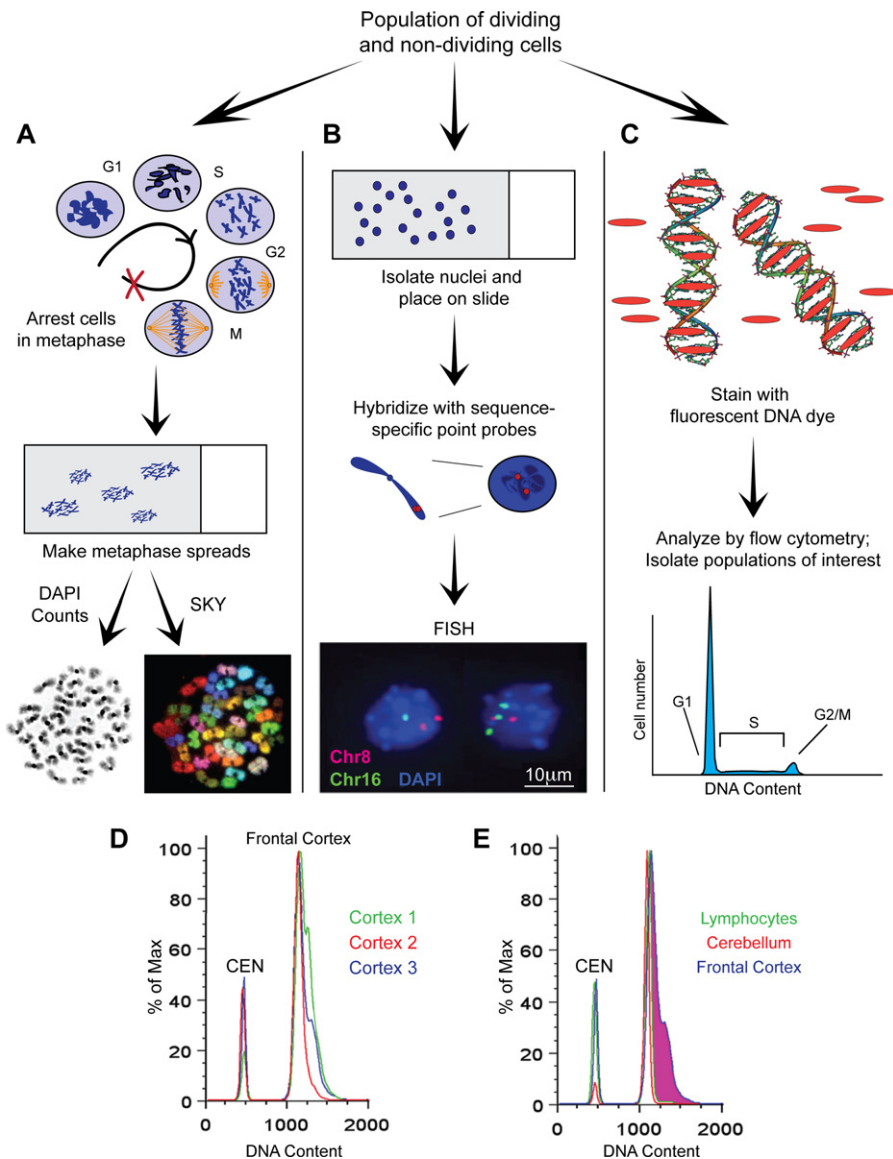 Population of dividing
and non-dividing cells
A
G1
S
G2
M
Arrest cells
in metaphase
Make metaphase spreads
DAPI
Counts
SKY
B
Isolate nuclei and
place on slide
Hybridize with sequence-
specific point probes
FISH
Chr8
Chr16 DAPI
10μm
C
Stain with
fluorescent DNA dye
Analyze by flow cytometry;
Isolate populations of interest
Cell number
G1
S
G2/M
DNA Content
D
Frontal Cortex
% of Max
100
80
60
40
20
0
CEN
Cortex 1
Cortex 2
Cortex 3
0 1000 2000
DNA Content
E
% of Max
100
80
60
40
20
0
CEN
Lymphocytes
Cerebellum
Frontal Cortex
0 1000 2000
DNA Content